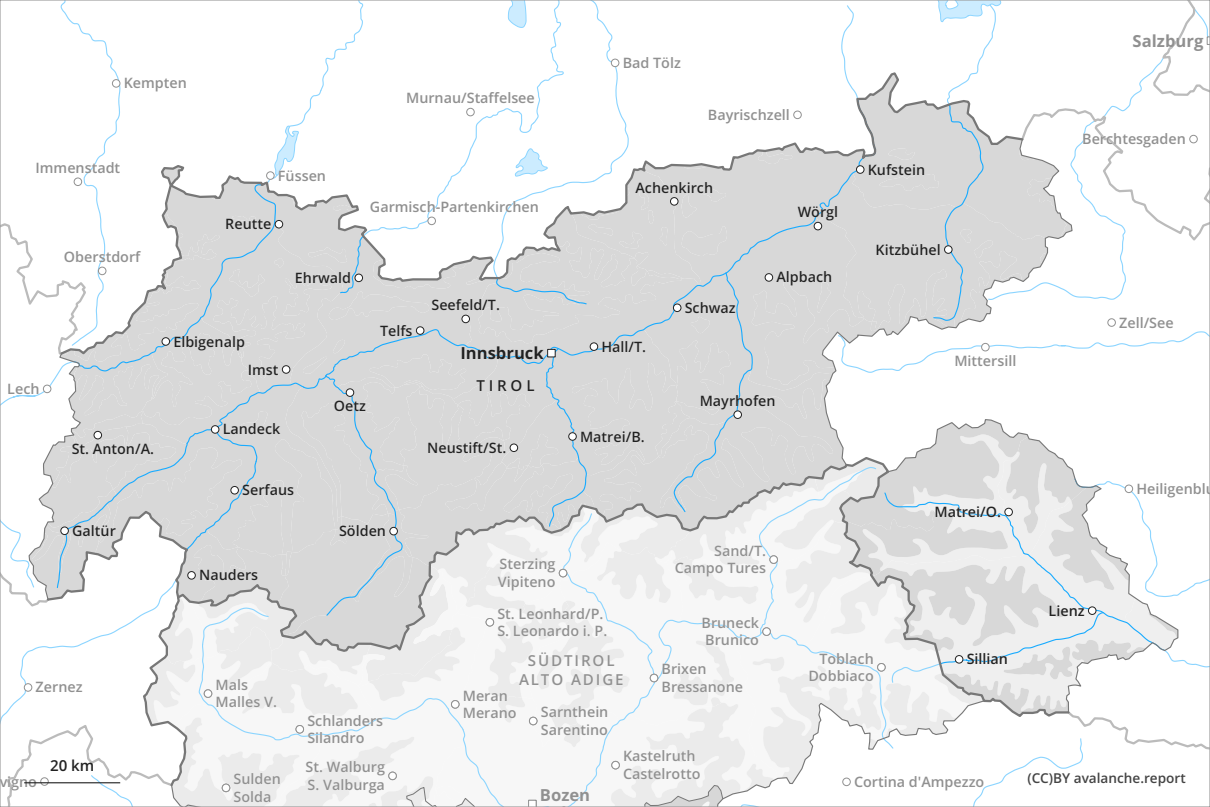 Salzburg
Bad Tölz
Kempten
Murnau/Staffelsee
Bayrischzell
Berchtesgaden
Immenstadt
Füssen
Kufstein
Achenkirch
Garmisch-Partenkirchen
Wörgl
Reutte
Kitzbühel
Oberstdorf
Ehrwald
Alpbach
Seefeld/T.
Schwaz
Zell/See
Telfs
Elbigenalp
Innsbruck
Hall/T.
Mittersill
Imst
TIROL
Lech
Oetz
Mayrhofen
Landeck
Matrei/B.
St. Anton/A.
Neustift/St.
Serfaus
Heiligenblu
Matrei/O.
Galtür
Sölden
Sand/T.
Campo Tures
Sterzing
Vipiteno
Nauders
Lienz
St. Leonhard/P.
S. Leonardo i. P.
Bruneck
Brunico
SÜDTIROL
ALTO ADIGE
Sillian
Toblach
Dobbiaco
Brixen
Bressanone
Zernez
Mals
Malles V.
Meran
Merano
Sarnthein
Sarentino
Schlanders
Silandro
Kastelruth
Castelrotto
20 km
St. Walburg
S. Valburga
vigno
Sulden
Solda
Cortina d'Ampezzo
(CC)BY avalanche.report
Bozen